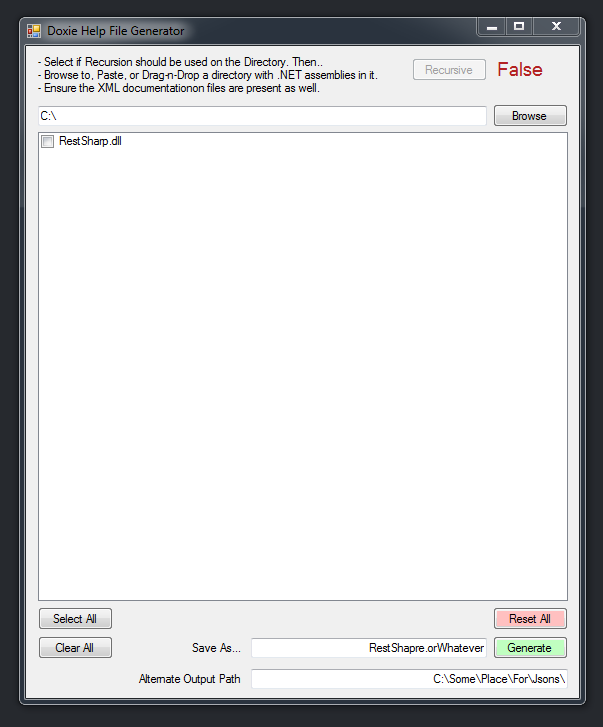 Doxie Help File Generator
- Select if Recursion should be used on the Directory. Then..
- Browse to, Paste, or Drag-n-Drop a directory with .NET assemblies in it.
- Ensure the XML documentationon files are present as well.
Recursive
False
C:\
Browse
RestSharp.dll
Select All
Reset All
Clear All
Save As...
RestShapre.orWhatever
Generate
Alternate Output Path
C:\Some\Place\For\Jsons\